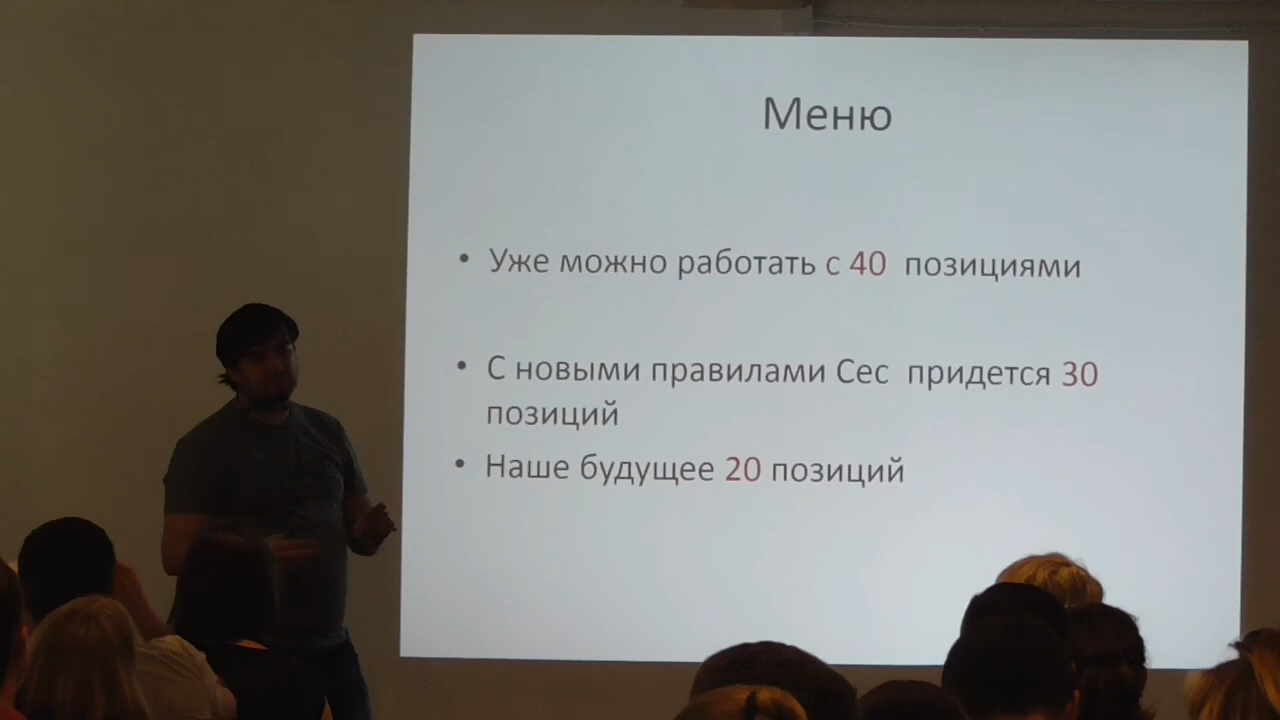 Меню
• Уже можно работать с 40 позициями
• С новыми правилами Сес придется 30
позиций
• Наше будущее 20 позиций